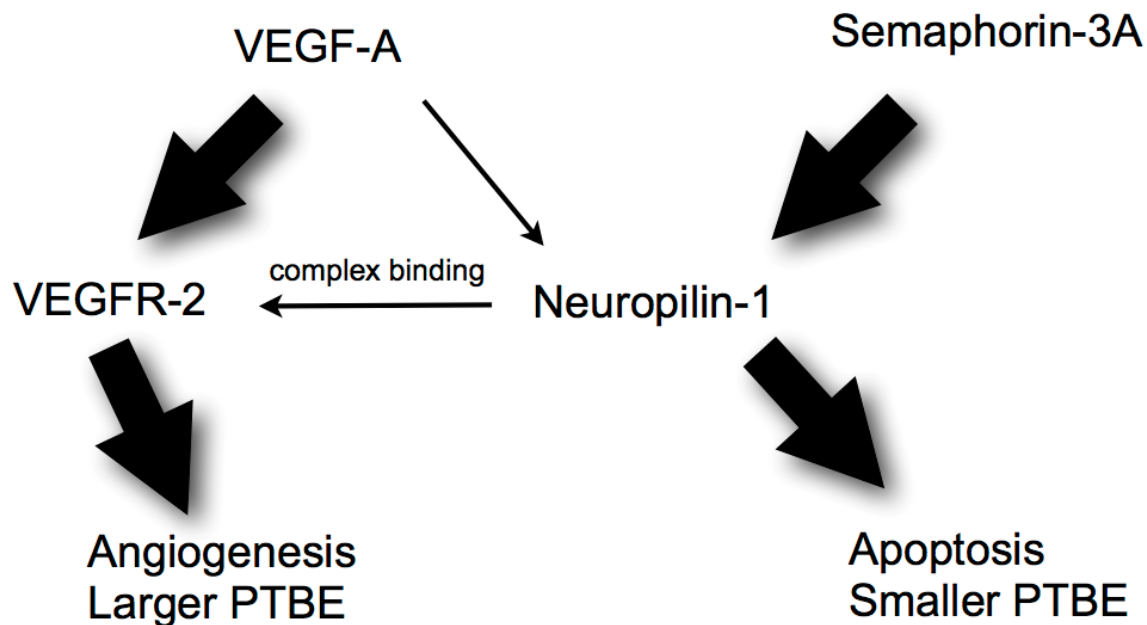 VEGF-A
Semaphorin-3A
complex binding
VEGFR-2
Neuropilin-1
Angiogenesis
Larger PTBE
Apoptosis
Smaller PTBE